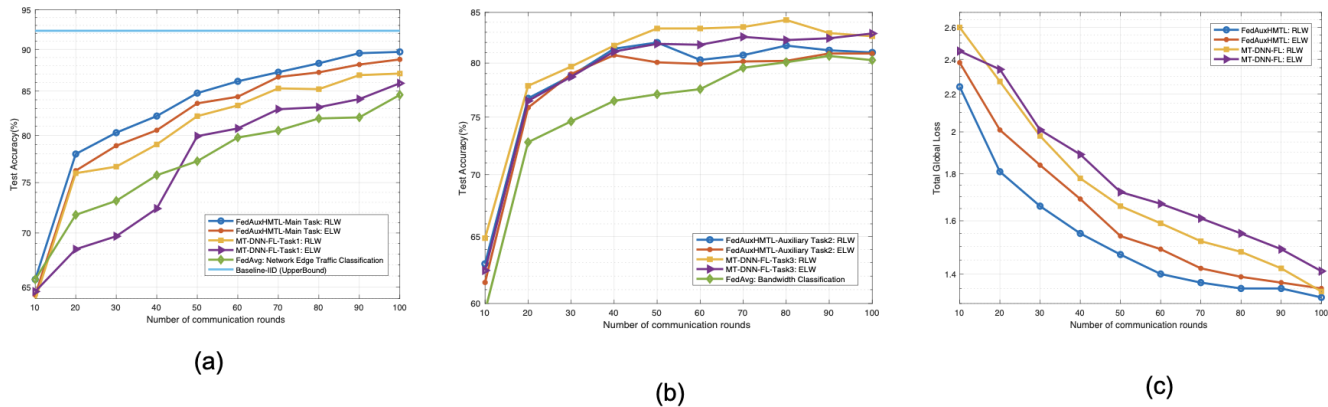 95
90
85
80
75
70
65
Test Accuracy(%)
FedAuxHMTL-Main Task: RLW
FedAuxHMTL-Main Task: ELW
MT-DNN-FL-Task1: RLW
MT-DNN-FL-Task1: ELW
FedAvg: Network Edge Traffic Classification
Baseline-IID (UpperBound)
10 20 30 40 50 60 70 80 90 100
Number of communication rounds
(a)
85
80
75
70
65
60
Test Accuracy(%)
FedAuxHMTL-Auxiliary Task2: RLW
FedAuxHMTL-Auxiliary Task2: ELW
MT-DNN-FL-Task3: RLW
MT-DNN-FL-Task3: ELW
FedAvg: Bandwidth Classification
10 20 30 40 50 60 70 80 90 100
Number of communication rounds
(b)
2.6
2.4
2.2
2
1.8
1.6
1.4
Total Global Loss
FedAuxHMTL: RLW
FedAuxHMTL: ELW
MT-DNN-FL: RLW
MT-DNN-FL: ELW
10 20 30 40 50 60 70 80 90 100
Number of communication rounds
(c)